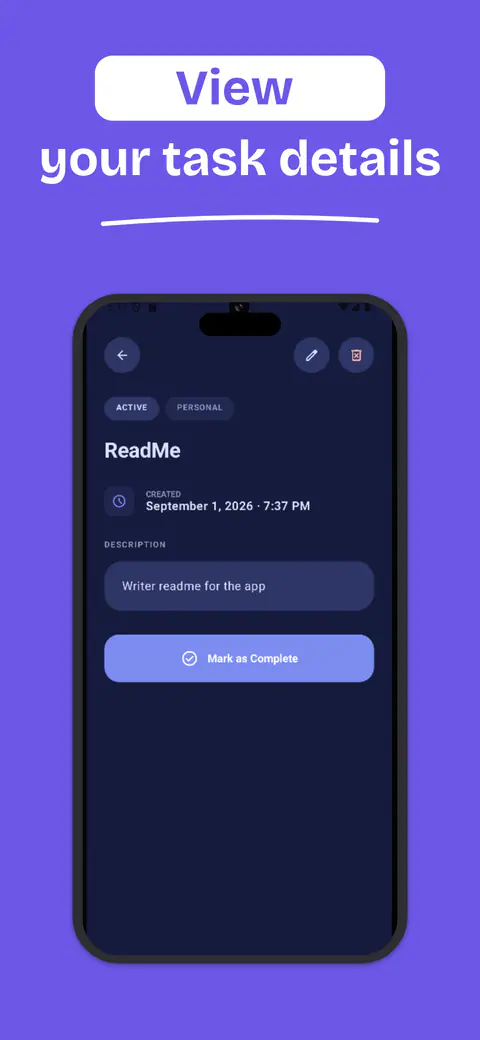 View
your task details
ACTIVE
PERSONAL
ReadMe
CREATED
September 1, 2026 · 7:37 PM
DESCRIPTION
Writer readme for the app
Mark as Complete